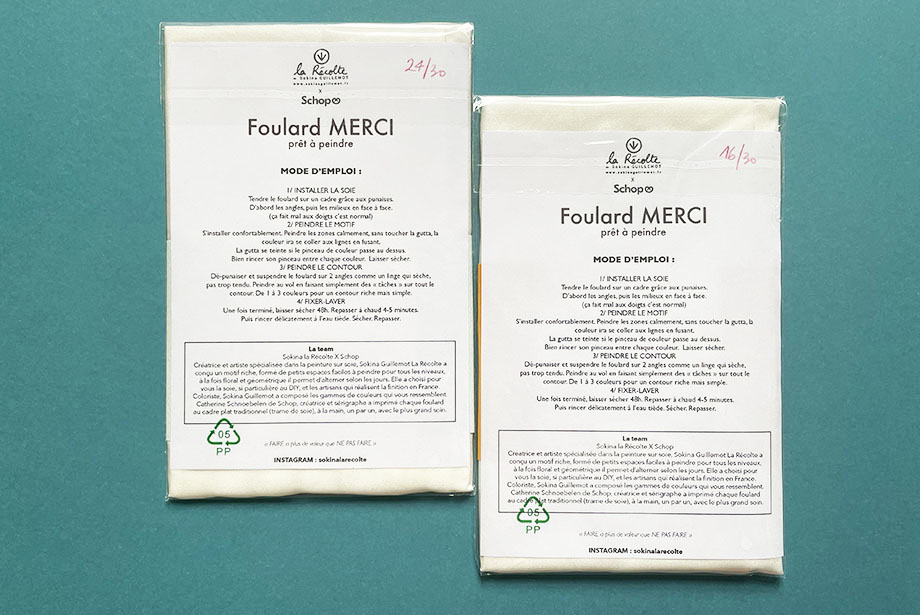 la Récolte
Sokina GUILLEMOT
www.sokinaguillemot.fr
24/30
x
Schop
Foulard MERCI
prêt à peindre
MODE D'EMPLOI :
1/ INSTALLER LA SOIE
Tendre le foulard sur un cadre grâce aux punaises.
D'abord les angles, puis les milieux en face à face.
(ça fait mal aux doigts c'est normal)
2/ PEINDRE LE MOTIF
S'installer confortablement. Peindre les zones calmement, sans toucher la gutta, la
couleur ira se coller aux lignes en fusant.
La gutta se teinte si le pinceau de couleur passe au dessus.
Bien rincer son pinceau entre chaque couleur. Laisser sécher.
3/ PEINDRE LE CONTOUR
Dé-punaiser et suspendre le foulard sur 2 angles comme un linge qui sèche,
pas trop tendu. Peindre au vol en faisant simplement des « tâches » sur tout le
contour. De 1 à 3 couleurs pour un contour riche mais simple.
4/ FIXER-LAVER
Une fois terminé, laisser sécher 48h. Repasser à chaud 4-5 minutes.
Puis rincer délicatement à l'eau tiède. Sécher. Repasser.
La team
Sokina la Récolte X Schop
Créatrice et artiste spécialisée dans la peinture sur soie, Sokina Guillemot La Récolte a
conçu un motif riche, formé de petits espaces faciles à peindre pour tous les niveaux,
à la fois floral et géométrique il permet d'alterner selon les jours. Elle a choisi pour
vous la soie, si particulière au DIY, et les artisans qui réalisent la finition en France.
Coloriste, Sokina Guillemot a composé les gammes de couleurs qui vous ressemblent.
Catherine Schnoebelen de Schop, créatrice et sérigraphe a imprimé chaque foulard
au cadre plat traditionnel (trame de soie), à la main, un par un, avec le plus grand soin.
05
PP
« FAIRE a plus de valeur que NE PAS FAIRE »
INSTAGRAM : sokinalarecolte
la Récolte
Sokina GUILLEMOT
www.sokinaguillemot.fr
16/30
x
Schop
Foulard MERCI
prêt à peindre
MODE D'EMPLOI :
1/ INSTALLER LA SOIE
Tendre le foulard sur un cadre grâce aux punaises.
D'abord les angles, puis les milieux en face à face.
(ça fait mal aux doigts c'est normal)
2/ PEINDRE LE MOTIF
S'installer confortablement. Peindre les zones calmement, sans toucher la gutta, la
couleur ira se coller aux lignes en fusant.
La gutta se teinte si le pinceau de couleur passe au dessus.
Bien rincer son pinceau entre chaque couleur. Laisser sécher.
3/ PEINDRE LE CONTOUR
Dé-punaiser et suspendre le foulard sur 2 angles comme un linge qui sèche,
pas trop tendu. Peindre au vol en faisant simplement des « tâches » sur tout le
contour. De 1 à 3 couleurs pour un contour riche mais simple.
4/ FIXER-LAVER
Une fois terminé, laisser sécher 48h. Repasser à chaud 4-5 minutes.
Puis rincer délicatement à l'eau tiède. Sécher. Repasser.
La team
Sokina la Récolte X Schop
Créatrice et artiste spécialisée dans la peinture sur soie, Sokina Guillemot La Récolte a
conçu un motif riche, formé de petits espaces faciles à peindre pour tous les niveaux,
à la fois floral et géométrique il permet d'alterner selon les jours. Elle a choisi pour
vous la soie, si particulière au DIY, et les artisans qui réalisent la finition en France.
Coloriste, Sokina Guillemot a composé les gammes de couleurs qui vous ressemblent.
Catherine Schnoebelen de Schop, créatrice et sérigraphe a imprimé chaque foulard
au cadre plat traditionnel (trame de soie), à la main, un par un, avec le plus grand soin.
05
PP
« FAIRE a plus de valeur que NE PAS FAIRE »
INSTAGRAM : sokinalarecolte